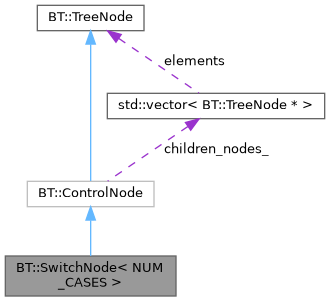 BT::TreeNode
elements
std::vector< BT::TreeNode * >
children_nodes_
BT::ControlNode
BT::SwitchNode< NUM
_CASES >